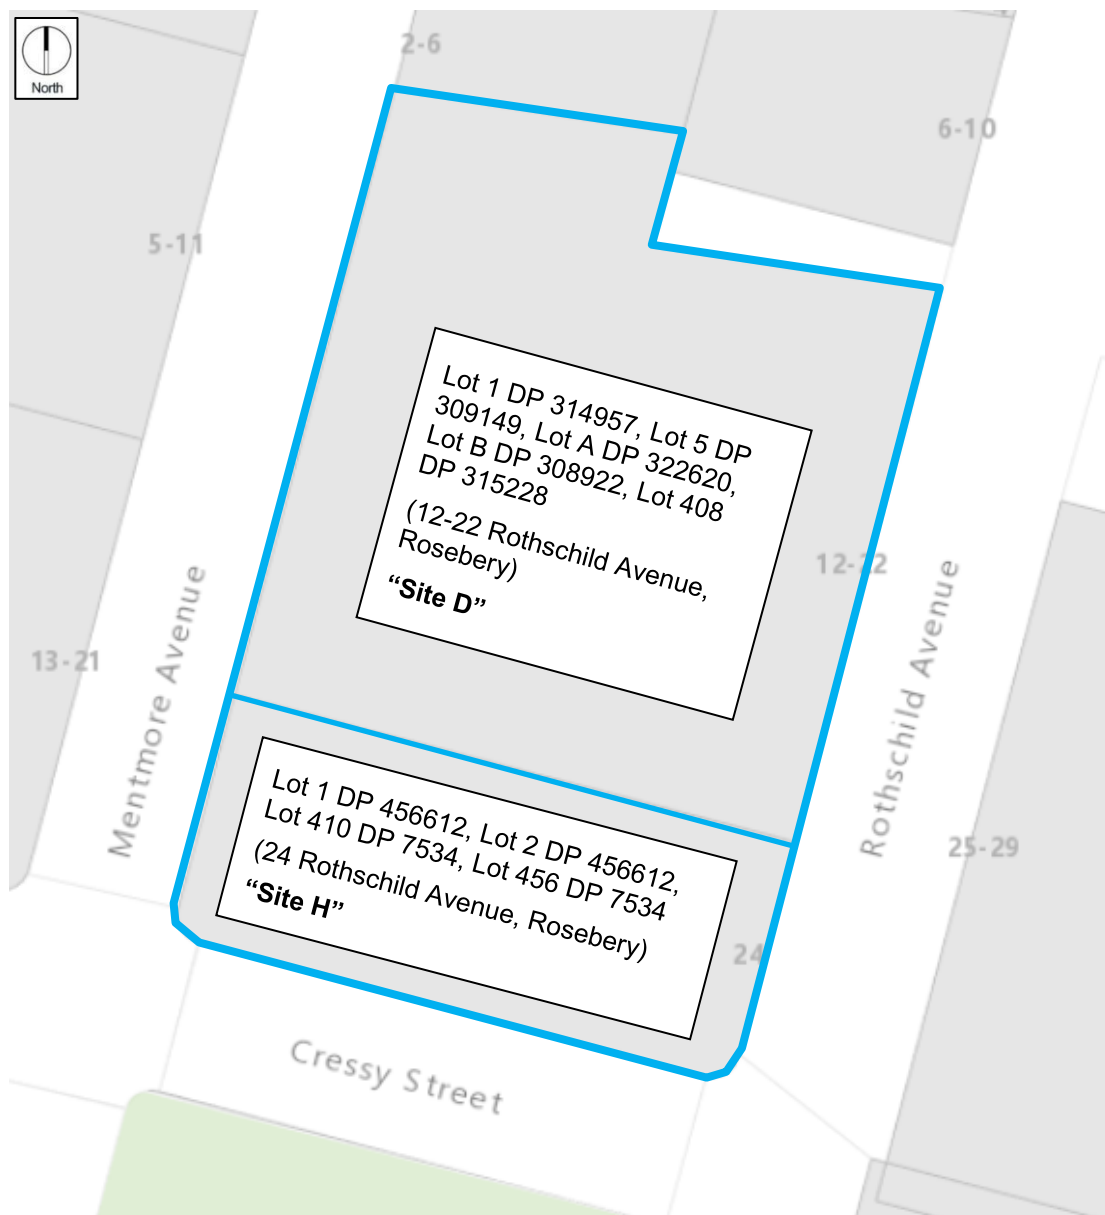 North
2-6
6-10
5-11
Lot 1 DP 314957, Lot 5 DP
309149, Lot A DP 322620,
Lot B DP 308922, Lot 408
DP 315228
(12-22 Rothschild Avenue,
Rosebery)
“Site D”
12-22
13-21
Mentmore Avenue
Rothschild Avenue
25-29
Lot 1 DP 456612, Lot 2 DP 456612,
Lot 410 DP 7534, Lot 456 DP 7534
(24 Rothschild Avenue, Rosebery)
“Site H”
24
Cressy Street